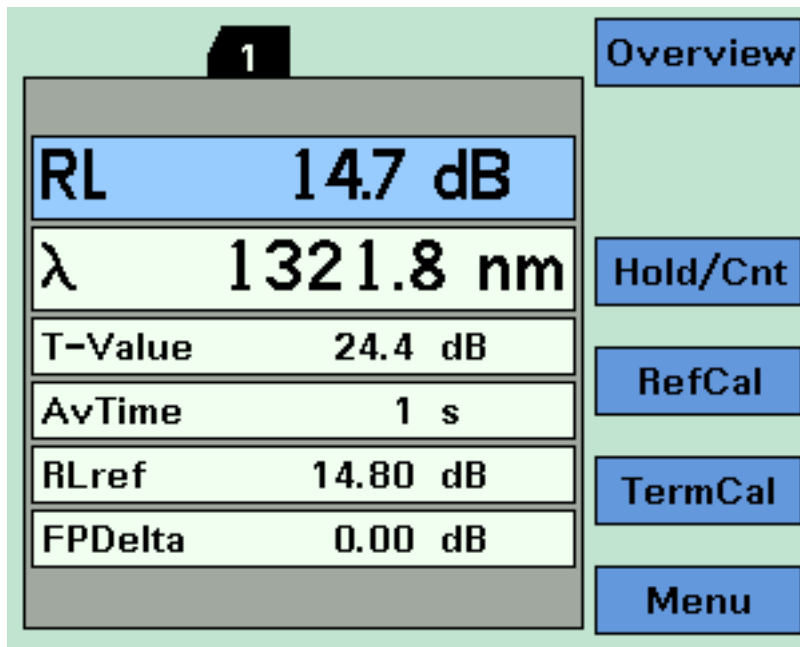 1
RL 14.7 dB
λ 1321.8 nm
T-Value 24.4 dB
AvTime 1 s
RLref 14.80 dB
FPDelta 0.00 dB
Overview
Hold/Cnt
RefCal
TermCal
Menu